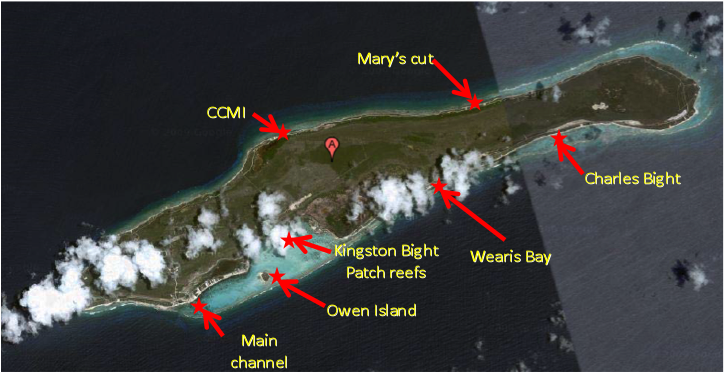 Mary's cut
CCMI
A
Charles Bight
Kingston Bight
Patch reefs
Wearis Bay
Owen Island
Main
channel